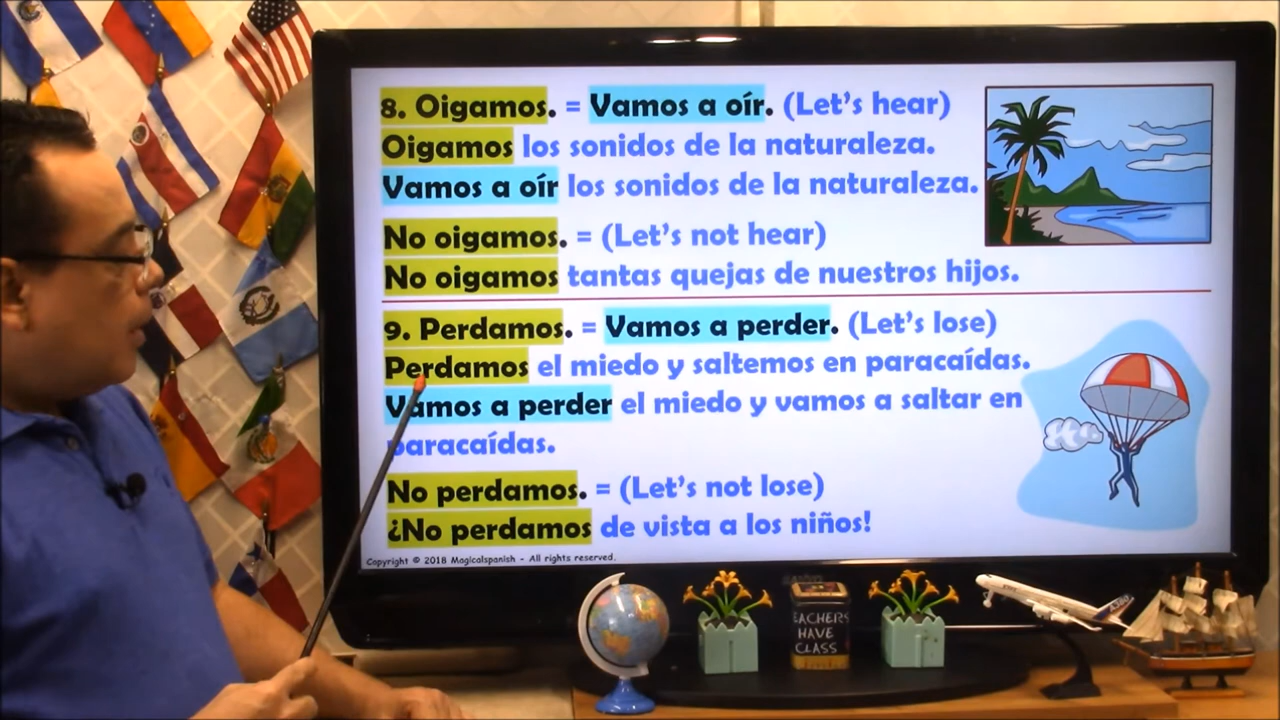 8. Oigamos. = Vamos a oír. (Let's hear)
Oigamos los sonidos de la naturaleza.
Vamos a oír los sonidos de la naturaleza.
No oigamos. = (Let's not hear)
No oigamos tantas quejas de nuestros hijos.
9. Perdamos. = Vamos a perder. (Let's lose)
Perdamos el miedo y saltemos en paracaídas.
Vamos a perder el miedo y vamos a saltar en
paracaídas.
No perdamos. = (Let's not lose)
¿No perdamos de vista a los niños!
Copyright © 2018 Magicalspanish - All rights reserved.
EACHERS
HAVE
CLASS
A380